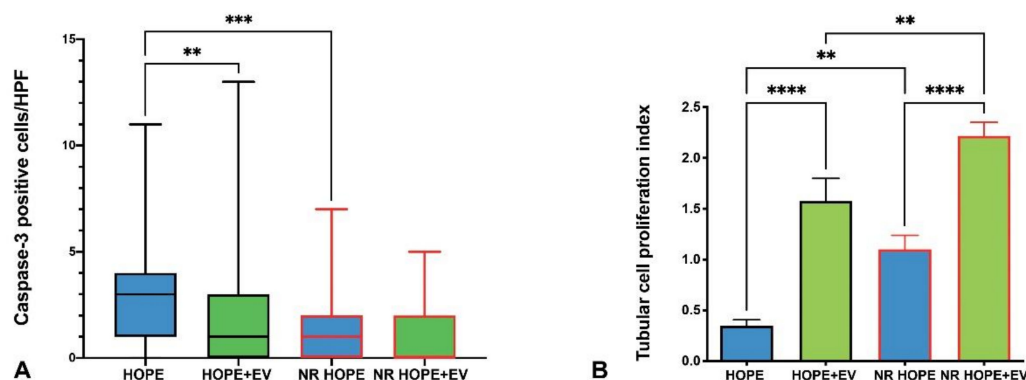 ***
**
15
10
5
0
Caspase-3 positive cells/HPF
HOPE
HOPE+EV
NR HOPE
NR HOPE+EV
A
**
**
****
****
2.5
2.0
1.5
1.0
0.5
0.0
Tubular cell proliferation index
HOPE
HOPE+EV
NR HOPE
NR HOPE+EV
B